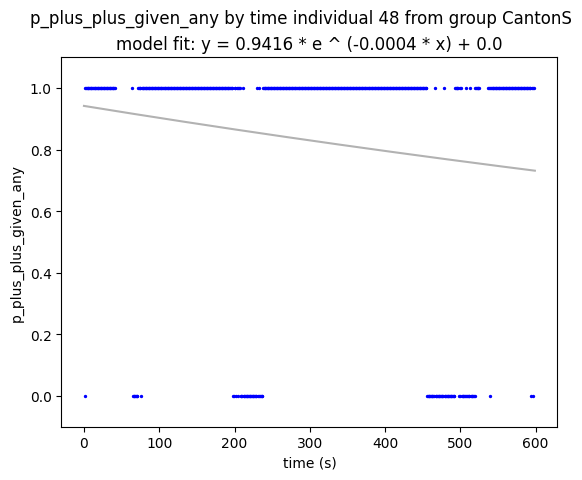 p_plus_plus_given_any by time individual 48 from group CantonS
model fit: y = 0.9416 * e ^ (-0.0004 * x) + 0.0
1.0
0.8
0.6
0.4
0.2
0.0
p_plus_plus_given_any
0 100 200 300 400 500 600
time (s)